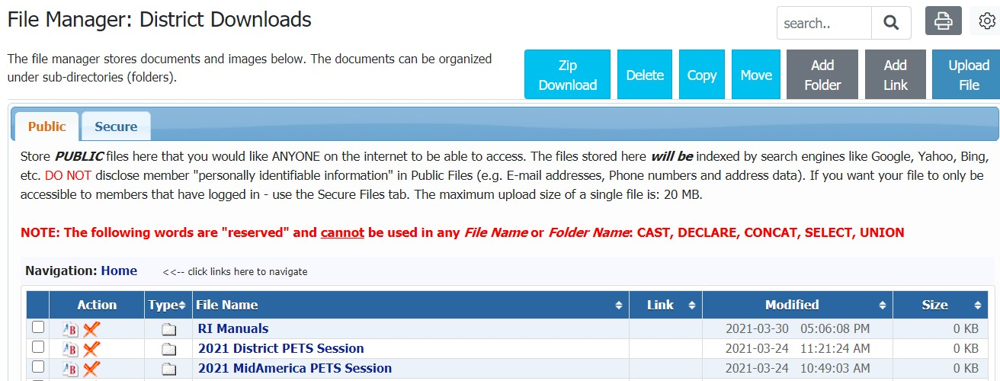 File Manager: District Downloads
search..
The file manager stores documents and images below. The documents can be organized
under sub-directories (folders).
Zip Download
Delete
Copy
Move
Add Folder
Add Link
Upload File
Public
Secure
Store PUBLIC files here that you would like ANYONE on the internet to be able to access. The files stored here will be indexed by search engines like Google, Yahoo, Bing,
etc. DO NOT disclose member "personally identifiable information" in Public Files (e.g. E-mail addresses, Phone numbers and address data). If you want your file to only be
accessible to members that have logged in - use the Secure Files tab. The maximum upload size of a single file is: 20 MB.
NOTE: The following words are "reserved" and cannot be used in any File Name or Folder Name: CAST, DECLARE, CONCAT, SELECT, UNION
Navigation: Home <<-- click links here to navigate
Action Type File Name Link Modified Size
AB RI Manuals 2021-03-30 05:06:08 PM 0 KB
AB 2021 District PETS Session 2021-03-24 11:21:24 AM 0 KB
AB 2021 MidAmerica PETS Session 2021-03-24 10:49:03 AM 0 KB